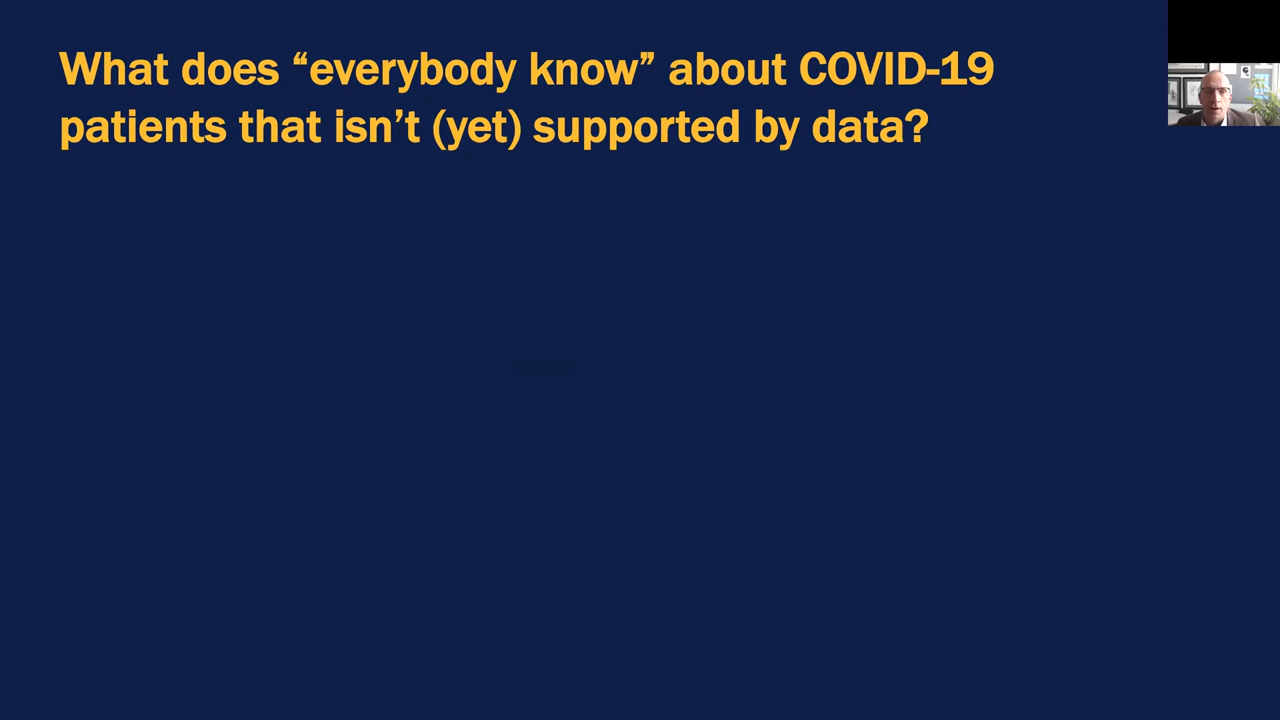 What does “everybody know” about COVID-19
patients that isn’t (yet) supported by data?